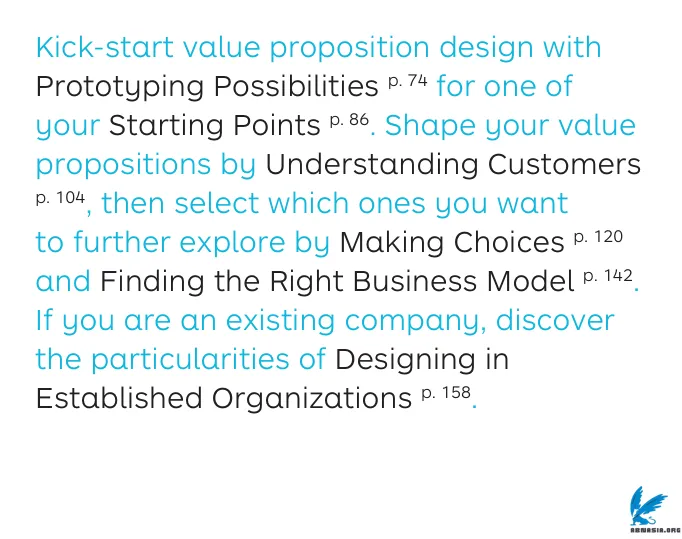 Kick-start value proposition design with
Prototyping Possibilities p. 74 for one of
your Starting Points p. 86. Shape your value
propositions by Understanding Customers
p. 104, then select which ones you want
to further explore by Making Choices p. 120
and Finding the Right Business Model p. 142.
If you are an existing company, discover
the particularities of Designing in
Established Organizations p. 158.
ARMASIA.ORG